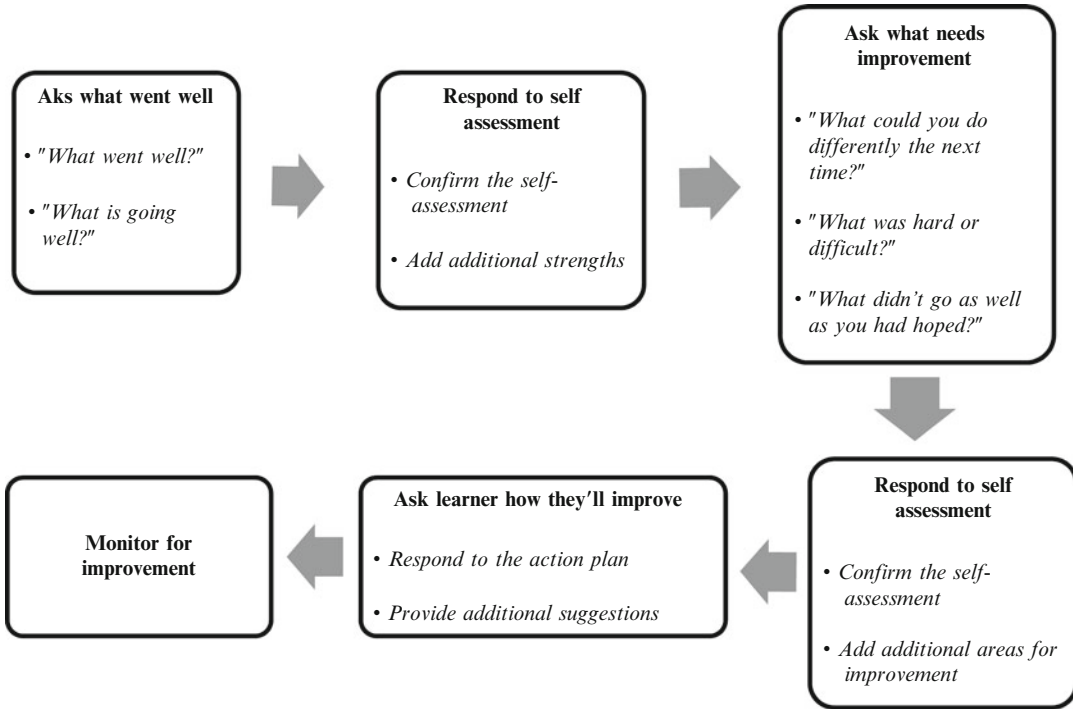 Aks what went well
• "What went well?"
• "What is going
well?"
Respond to self
assessment
• Confirm the self-
assessment
• Add additional strengths
Ask what needs
improvement
• "What could you do
differently the next
time?"
• "What was hard or
difficult?"
• "What didn't go as well
as you had hoped?"
Respond to self
assessment
• Confirm the self-
assessment
• Add additional areas for
improvement
Ask learner how they'll improve
• Respond to the action plan
• Provide additional suggestions
Monitor for
improvement